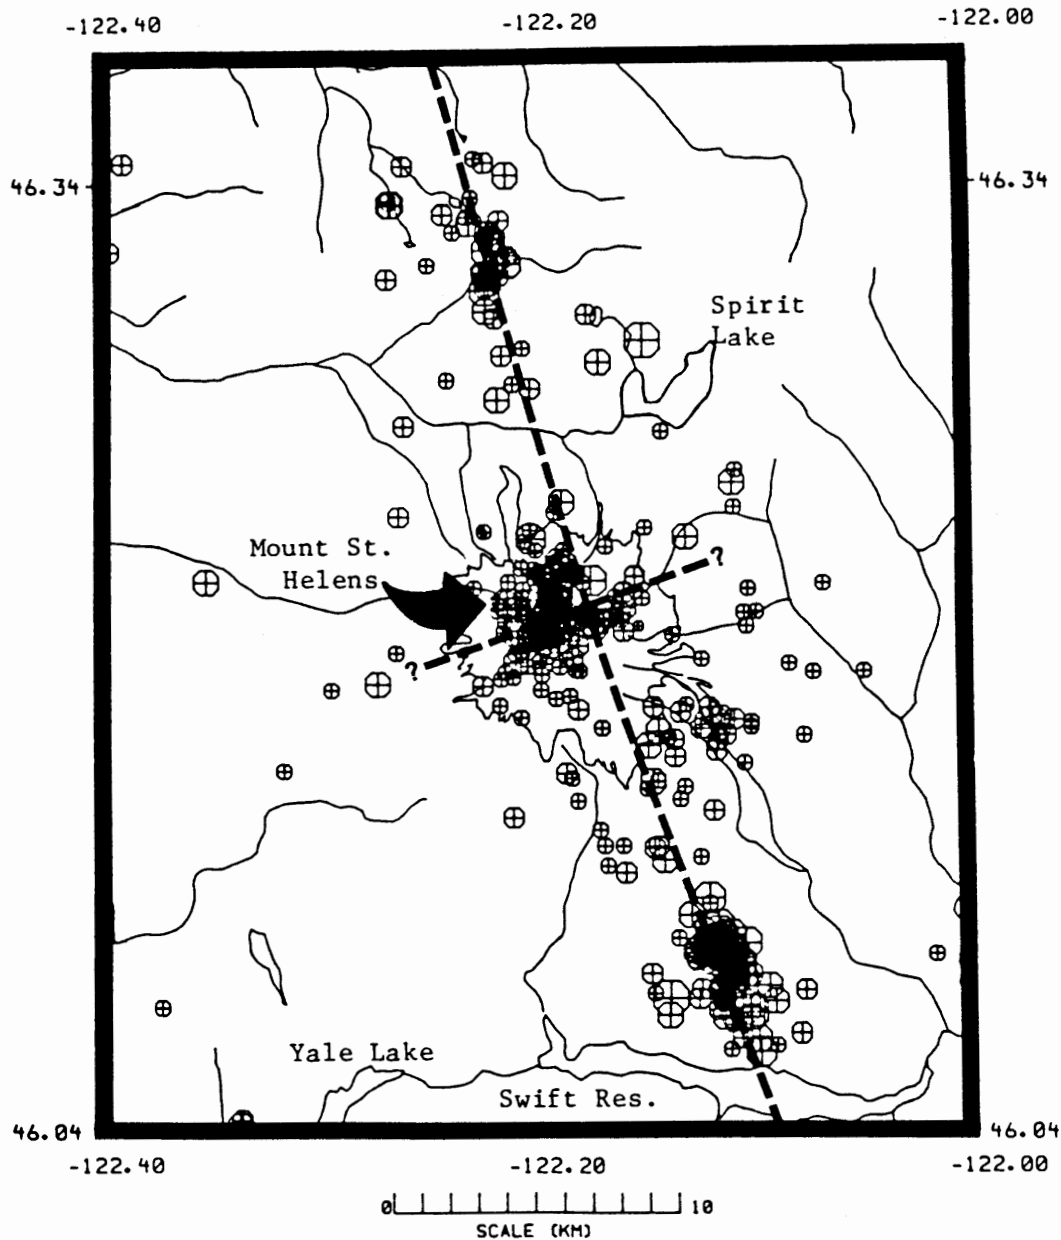 -122.40 -122.20 -122.00
46.34 46.34
Spirit
Lake
Mount St.
Helens
?
?
Yale Lake
Swift Res.
46.04 46.04
-122.40 -122.20 -122.00
0 10
SCALE (KM)